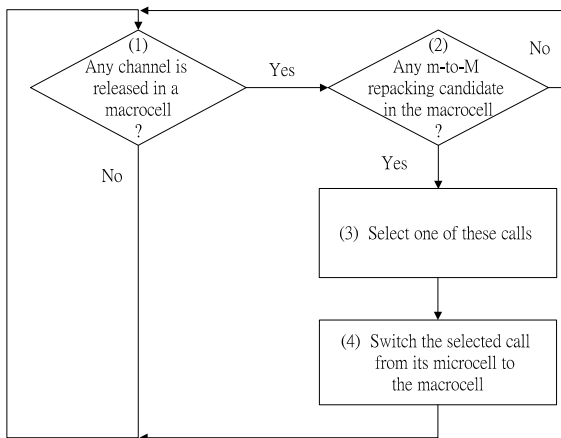 (1)
Any channel is
released in a
macrocell
?
Yes
No
(2)
Any m-to-M
repacking candidate
in the macrocell
?
No
Yes
(3) Select one of these calls
(4) Switch the selected call
from its microcell to
the macrocell